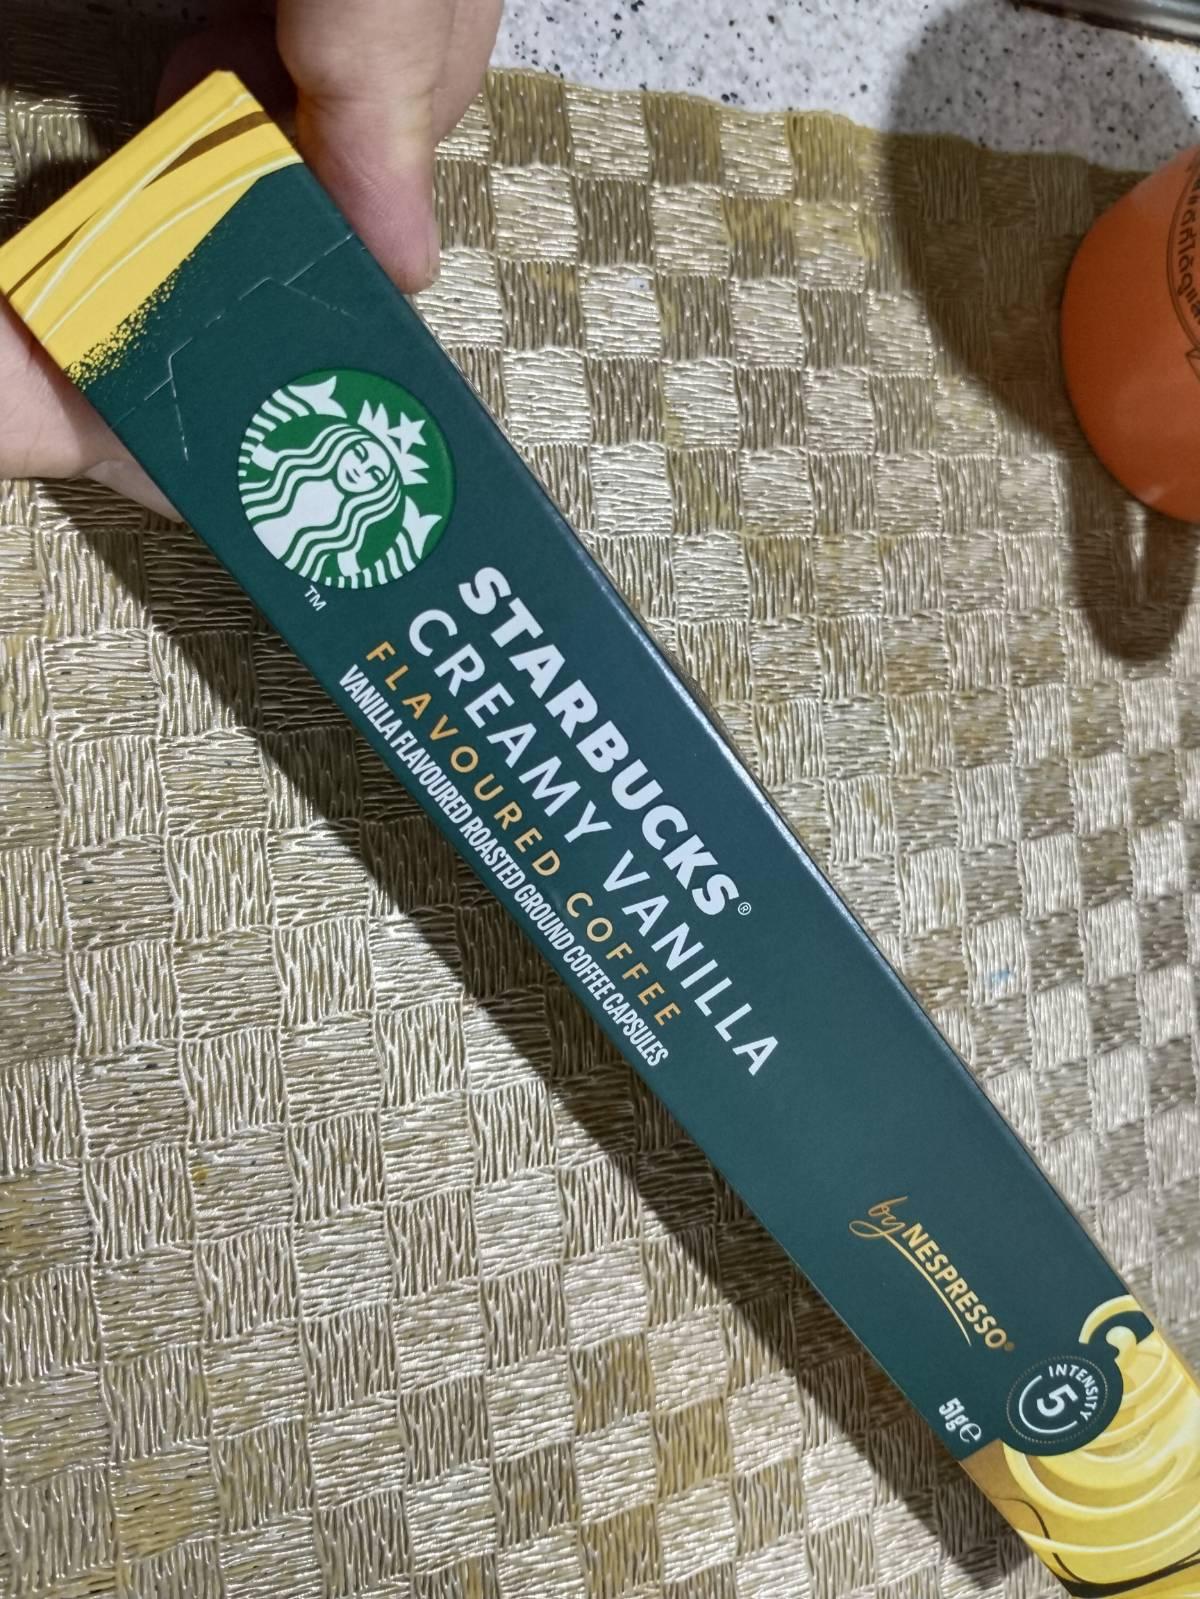 TM
STARBUCKS®
CREAMY VANILLA
FLAVOURED COFFEE
VANILLA FLAVOURED ROASTED GROUND COFFEE CAPSULES
by NESPRESSO®
INTENSITY
5
51g e